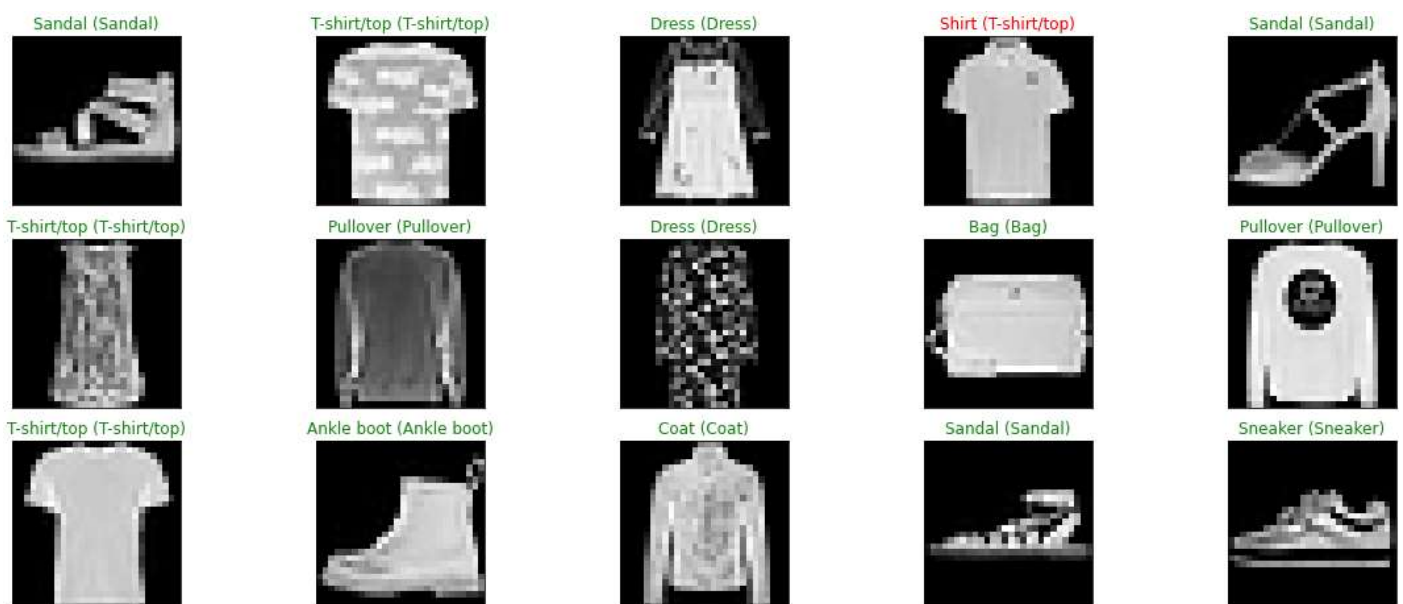 Sandal (Sandal)
T-shirt/top (T-shirt/top)
Dress (Dress)
Shirt (T-shirt/top)
Sandal (Sandal)
T-shirt/top (T-shirt/top)
Pullover (Pullover)
Dress (Dress)
Bag (Bag)
Pullover (Pullover)
T-shirt/top (T-shirt/top)
Ankle boot (Ankle boot)
Coat (Coat)
Sandal (Sandal)
Sneaker (Sneaker)